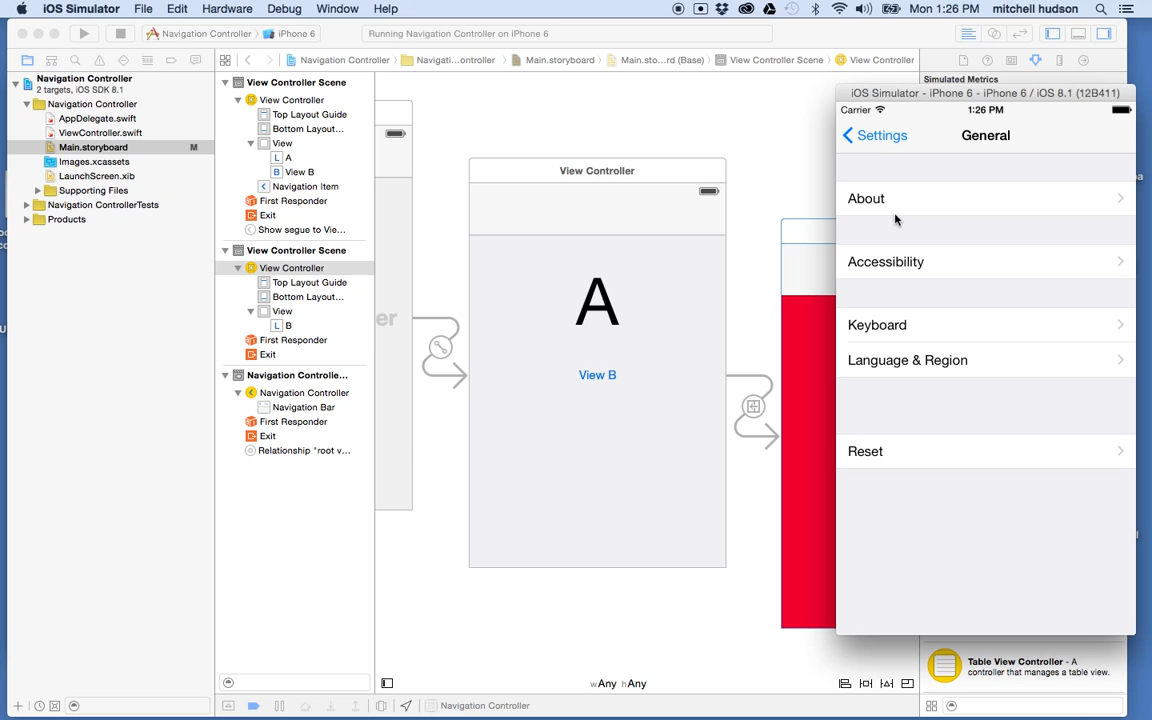 iOS Simulator File Edit Hardware Debug Window Help
Mon 1:26 PM mitchell hudson
Navigation Controller iPhone 6
Running Navigation Controller on iPhone 6
Navigation Controller Navigati...ontroller Main.storyboard Main.sto...rd (Base) View Controller Scene View Controller
Navigation Controller
2 targets, iOS SDK 8.1
Navigation Controller
AppDelegate.swift
ViewController.swift
Main.storyboard M
Images.xcassets
LaunchScreen.xib
Supporting Files
Navigation ControllerTests
Products
View Controller Scene
View Controller
Top Layout Guide
Bottom Layout...
View
L A
B View B
Navigation Item
First Responder
Exit
Show segue to Vie...
View Controller Scene
View Controller
Top Layout Guide
Bottom Layout...
View
L B
First Responder
Exit
Navigation Controlle...
Navigation Controller
Navigation Bar
First Responder
Exit
Relationship "root v...
er
View Controller
A
View B
wAny hAny
Simulated Metrics
iOS Simulator - iPhone 6 - iPhone 6 / iOS 8.1 (12B411)
Carrier 1:26 PM
Settings General
About
Accessibility
Keyboard
Language & Region
Reset
Table View Controller - A
controller that manages a table view.
Navigation Controller